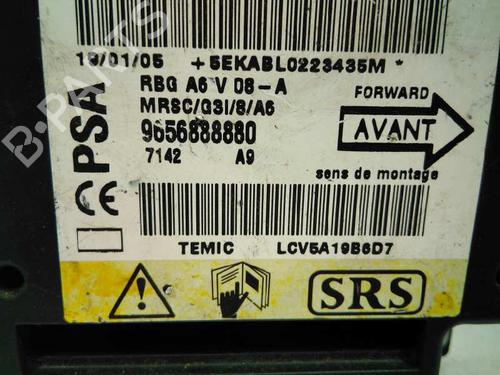 19/01/05 +5EKABL0223435M*
RBG A6 V 08-A
MRSC/G3I/8/A6
9656888880
7142 A9
FORWARD
AVANT
sens de montage
PSA
CE
TEMIC LCV5A19B6D7
SRS
B-PARTS